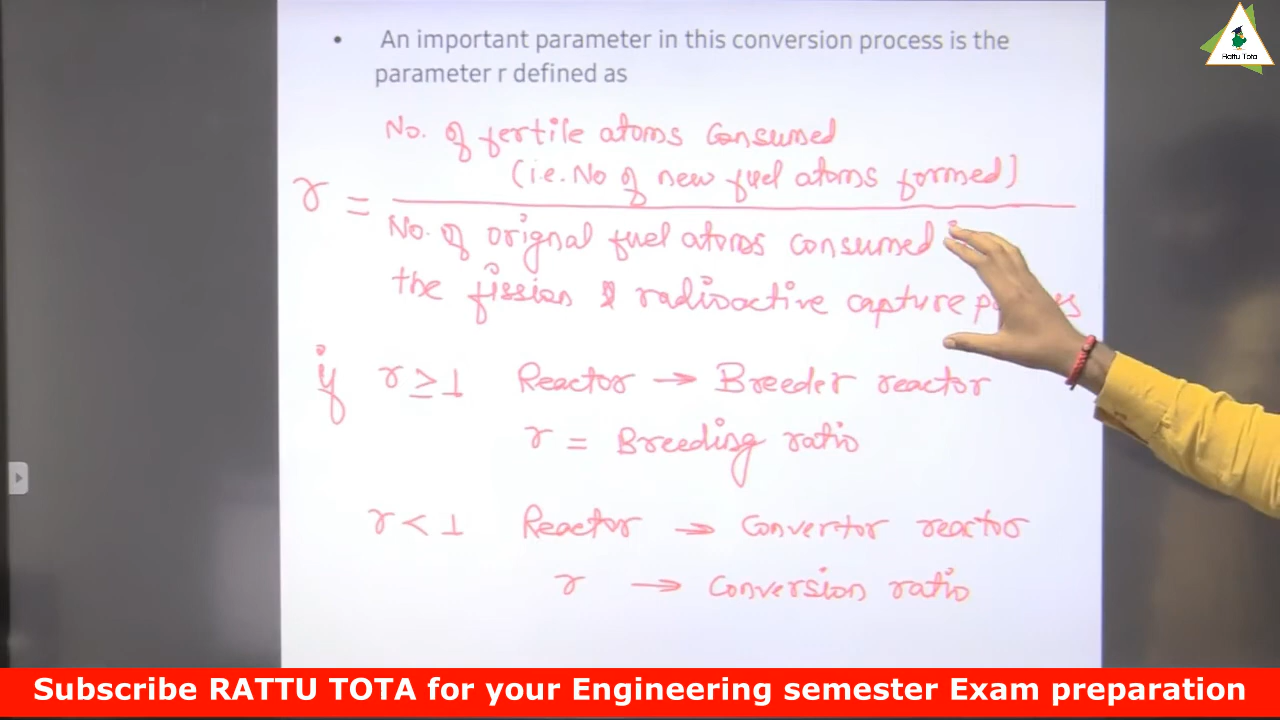 • An important parameter in this conversion process is the
parameter r defined as
No. of fertile atoms Consumed
(i.e. No of new fuel atoms formed)
r =
No. of orignal fuel atoms consumed
the fission & radioactive capture
if r ≥ 1 Reactor → Breeder reactor
r = Breeding ratio
r < 1 Reactor → Convertor reactor
r → Conversion ratio
Rattu Tota
Subscribe RATTU TOTA for your Engineering semester Exam preparation